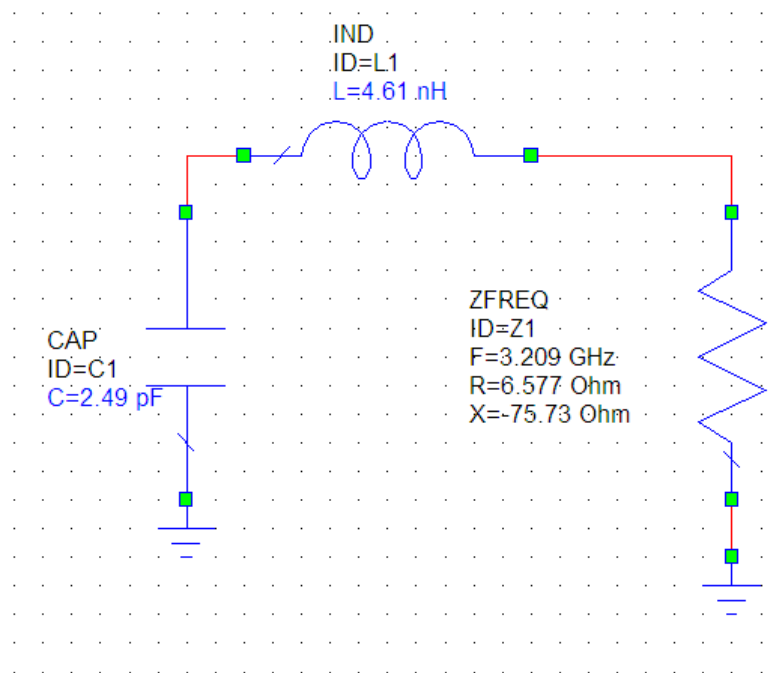 IND
ID=L1
L=4.61 nH
CAP
ID=C1
C=2.49 pF
ZFREQ
ID=Z1
F=3.209 GHz
R=6.577 Ohm
X=-75.73 Ohm